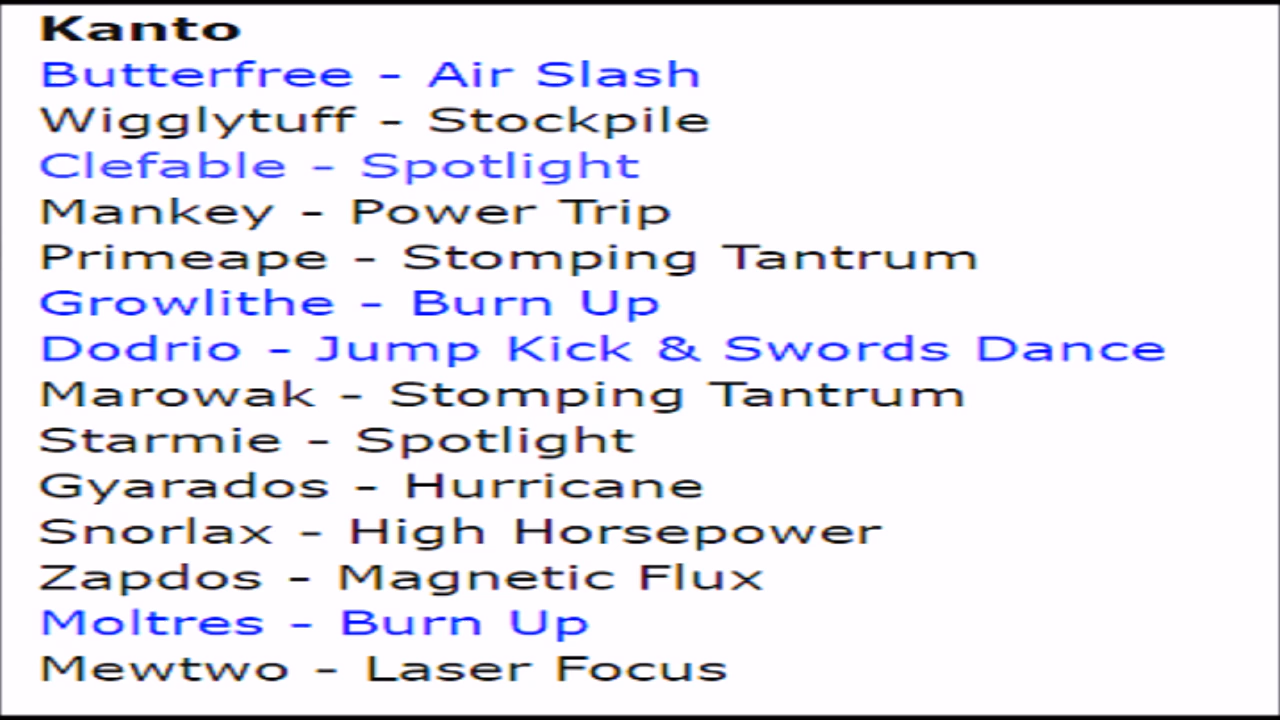 Kanto
Butterfree - Air Slash
Wigglytuff - Stockpile
Clefable - Spotlight
Mankey - Power Trip
Primeape - Stomping Tantrum
Growlithe - Burn Up
Dodrio - Jump Kick & Swords Dance
Marowak - Stomping Tantrum
Starmie - Spotlight
Gyarados - Hurricane
Snorlax - High Horsepower
Zapdos - Magnetic Flux
Moltres - Burn Up
Mewtwo - Laser Focus